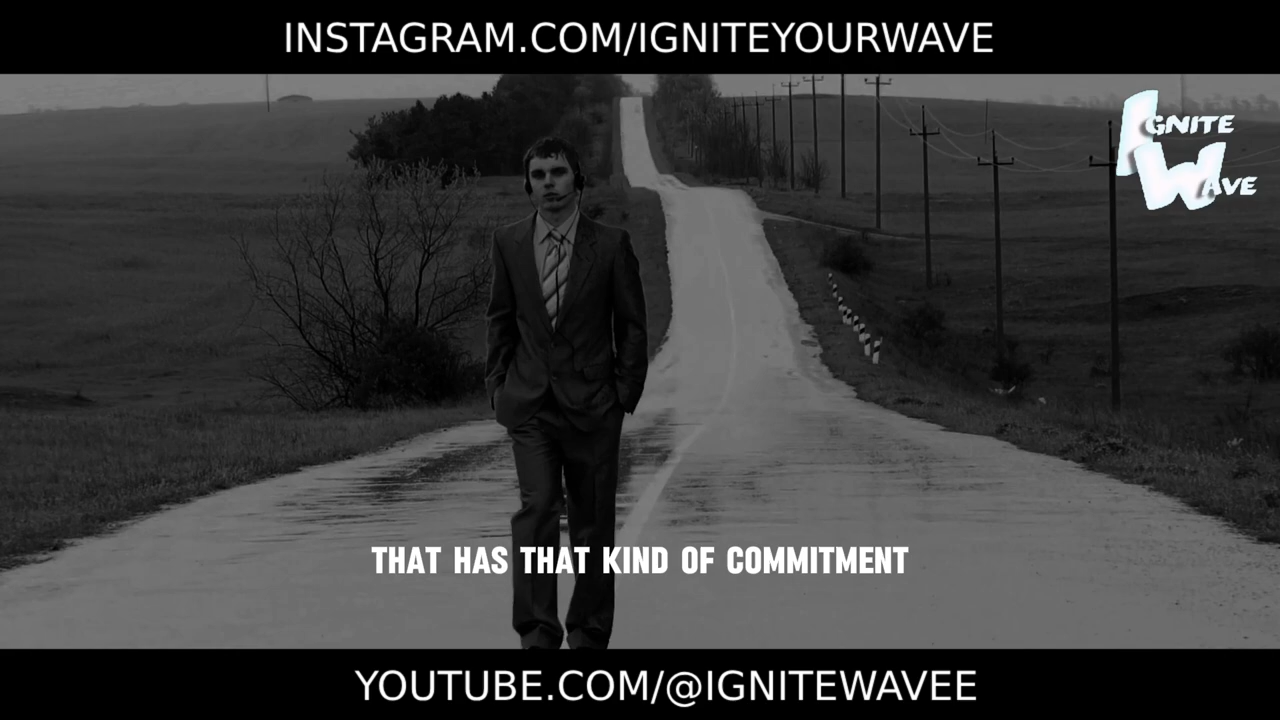 INSTAGRAM.COM/IGNITEYOURWAVE
IGNITE
WAVE
THAT HAS THAT KIND OF COMMITMENT
YOUTUBE.COM/@IGNITEWAVEE